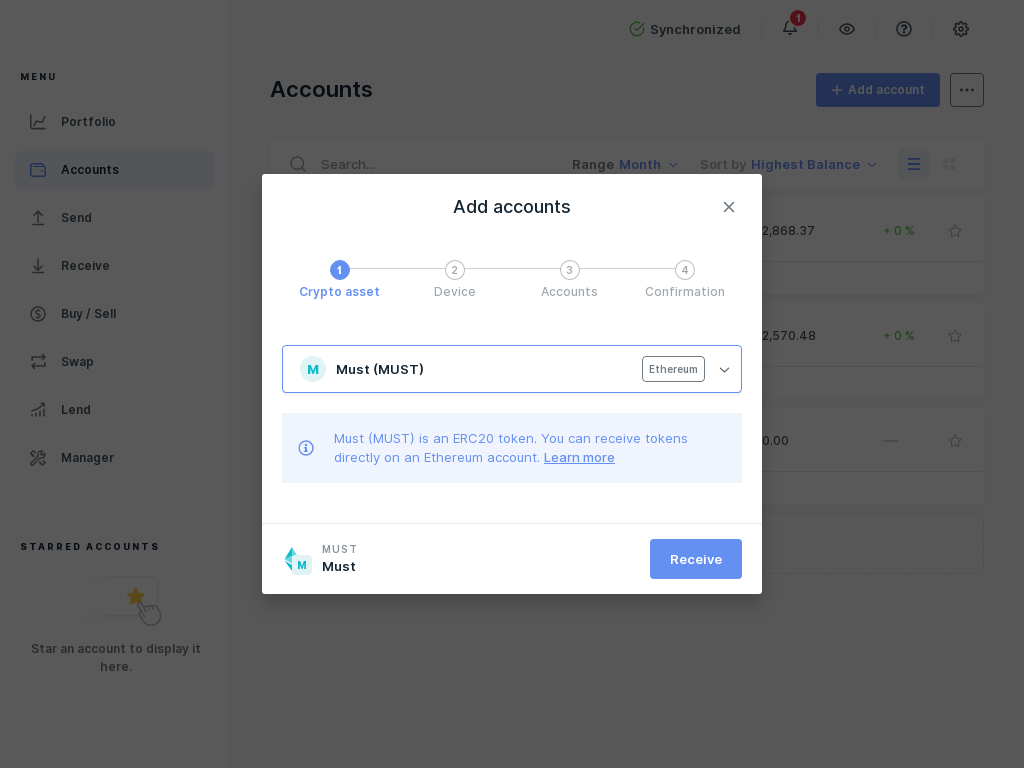 Synchronized
1
MENU
Portfolio
Accounts
Send
Receive
Buy / Sell
Swap
Lend
Manager
STARRED ACCOUNTS
Star an account to display it
here.
Accounts
+ Add account
Search...
Range Month
Sort by Highest Balance
2,868.37
+ 0 %
2,570.48
+ 0 %
0.00
—
Add accounts
1 2 3 4
Crypto asset Device Accounts Confirmation
M Must (MUST) Ethereum
Must (MUST) is an ERC20 token. You can receive tokens
directly on an Ethereum account. Learn more
M
MUST
Must
Receive